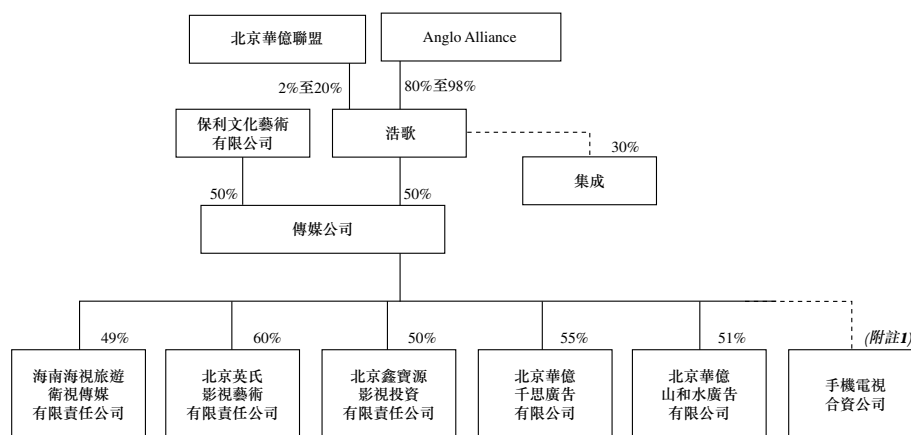 北京華億聯盟
Anglo Alliance
2%至20%
80%至98%
保利文化藝術
有限公司
浩歌
30%
集成
50%
50%
傳媒公司
49%
60%
50%
55%
51%
(附註1)
海南海視旅遊
衛視傳媒
有限責任公司
北京英氏
影視藝術
有限責任公司
北京鑫寶源
影視投資
有限責任公司
北京華億
千思廣告
有限公司
北京華億
山和水廣告
有限公司
手機電視
合資公司